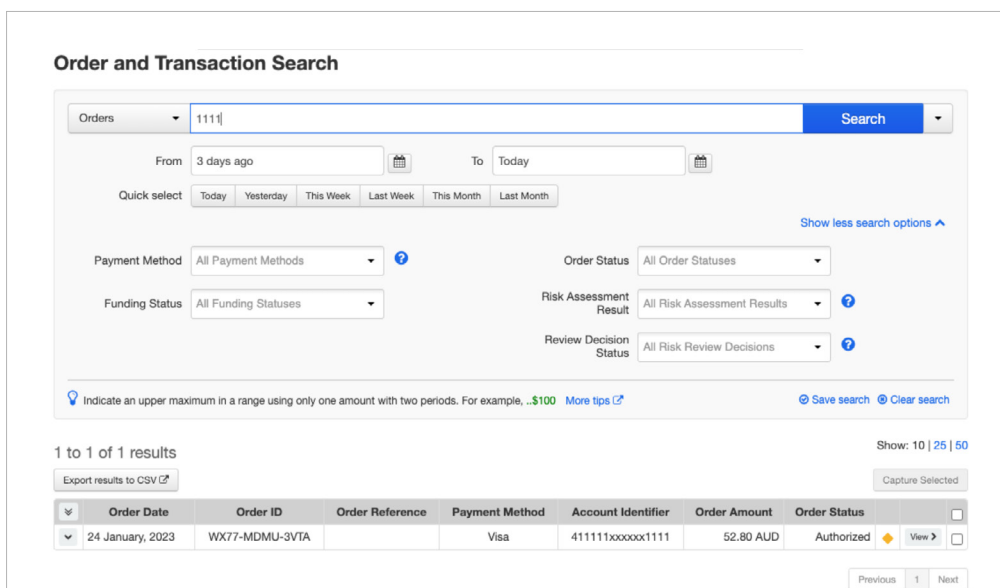 Order and Transaction Search
Orders 1111 Search
From 3 days ago To Today
Quick select Today Yesterday This Week Last Week This Month Last Month
Show less search options
Payment Method All Payment Methods ? Order Status All Order Statuses
Funding Status All Funding Statuses Risk Assessment Result All Risk Assessment Results ?
Review Decision Status All Risk Review Decisions ?
Indicate an upper maximum in a range using only one amount with two periods. For example, ..$100 More tips Save search Clear search
1 to 1 of 1 results Show: 10 | 25 | 50
Export results to CSV Capture Selected
Order Date Order ID Order Reference Payment Method Account Identifier Order Amount Order Status
24 January, 2023 WX77-MDMU-3VTA Visa 411111xxxxxx1111 52.80 AUD Authorized View
Previous 1 Next